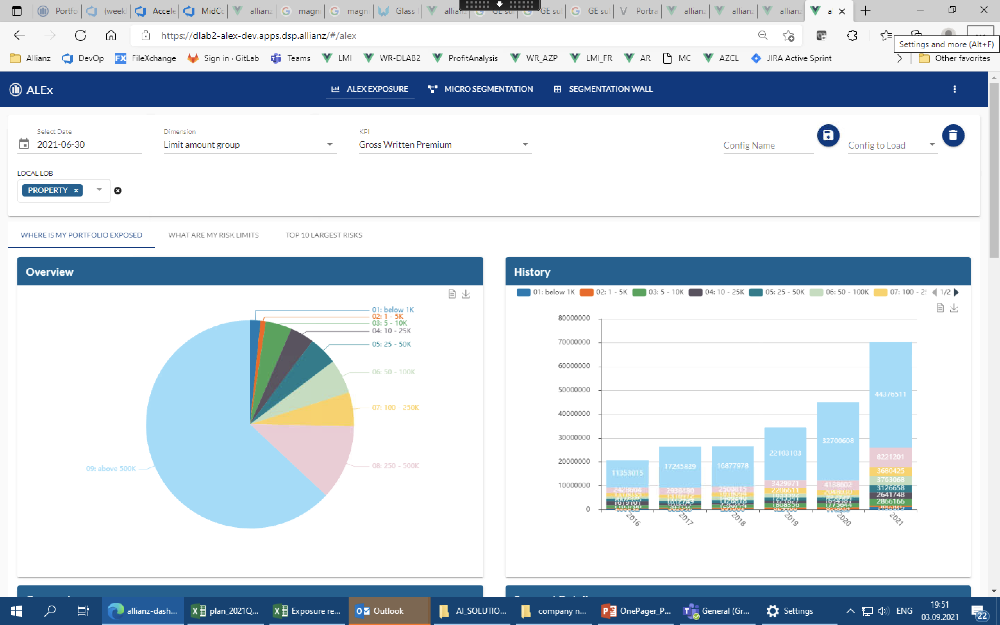 Portfo
(week
Accele
MidCo
allianz
magni
magni
Glass
allian
GE sul
GE sul
GE sul
Portra
allianz
allianz
allianz
al
https://dlab2-alex-dev.apps.dsp.allianz/#/alex
Settings and more (Alt+F)
Allianz
DevOp
FX FileXchange
Sign in · GitLab
Teams
LMI
WR-DLAB2
ProfitAnalysis
WR_AZP
LMI_FR
AR
MC
AZCL
JIRA Active Sprint
Other favorites
ALEx
ALEX EXPOSURE
MICRO SEGMENTATION
SEGMENTATION WALL
Select Date
2021-06-30
Dimension
Limit amount group
KPI
Gross Written Premium
Config Name
Config to Load
LOCAL LOB
PROPERTY x
WHERE IS MY PORTFOLIO EXPOSED
WHAT ARE MY RISK LIMITS
TOP 10 LARGEST RISKS
Overview
01: below 1K
02: 1 - 5K
03: 5 - 10K
04: 10 - 25K
05: 25 - 50K
06: 50 - 100K
07: 100 - 250K
08: 250 - 500K
09: above 500K
History
01: below 1K
02: 1 - 5K
03: 5 - 10K
04: 10 - 25K
05: 25 - 50K
06: 50 - 100K
07: 100 - 2
1/2
80000000
70000000
60000000
50000000
40000000
30000000
20000000
10000000
0
11353015
2428604
17245839
2938480
16877978
2500815
22103103
3429971
2206611
1808356
32700608
4188602
2048030
1775644
44376511
8221201
3680425
3763068
3126658
2641748
2866166
2016
2017
2018
2019
2020
2021
allianz-dash...
plan_2021Q...
Exposure re...
Outlook
AI_SOLUTIO...
company n...
OnePager_P...
General (Gr...
Settings
ENG
19:51
03.09.2021
22